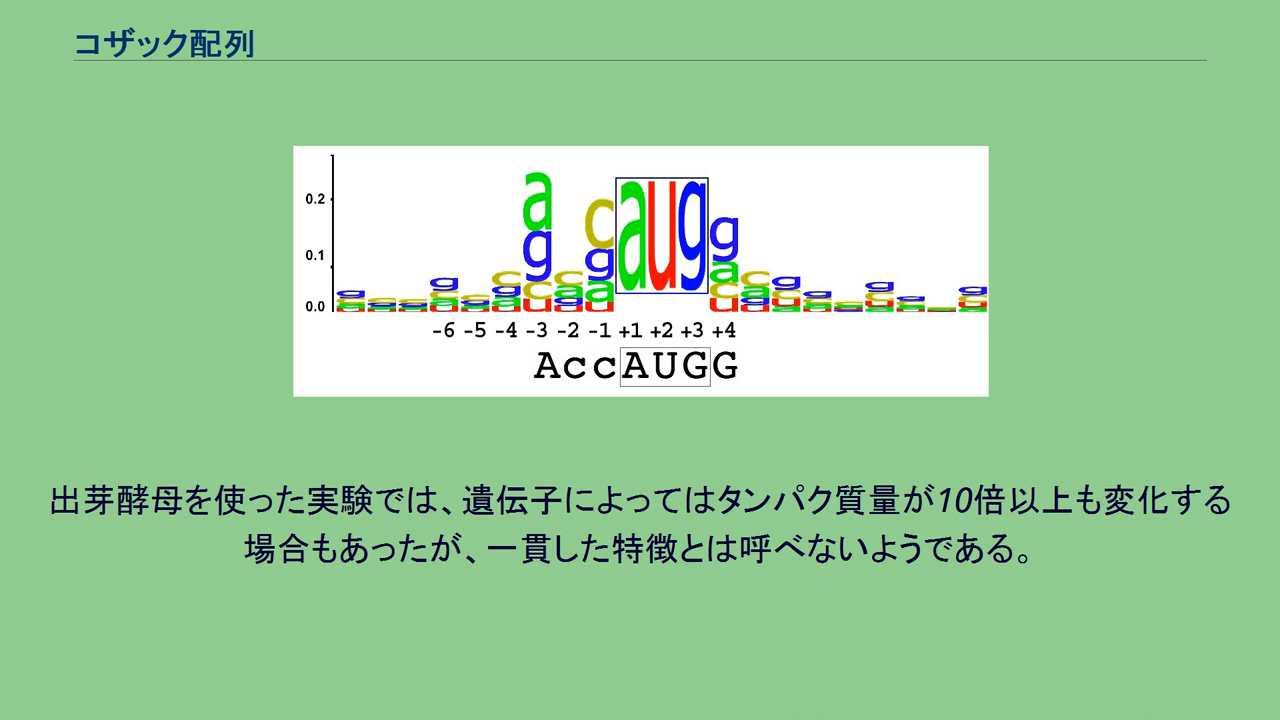 コザック配列
0.2
0.1
0.0
a g c g a u g g
-6 -5 -4 -3 -2 -1 +1 +2 +3 +4
AccAUGG
出芽酵母を使った実験では、遺伝子によってはタンパク質量が10倍以上も変化する
場合もあったが、一貫した特徴とは呼べないようである。